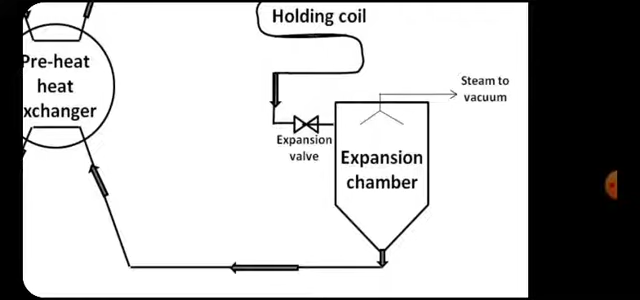 Holding coil
Pre-heat
heat
xchanger
Steam to
vacuum
Expansion
valve
Expansion
chamber